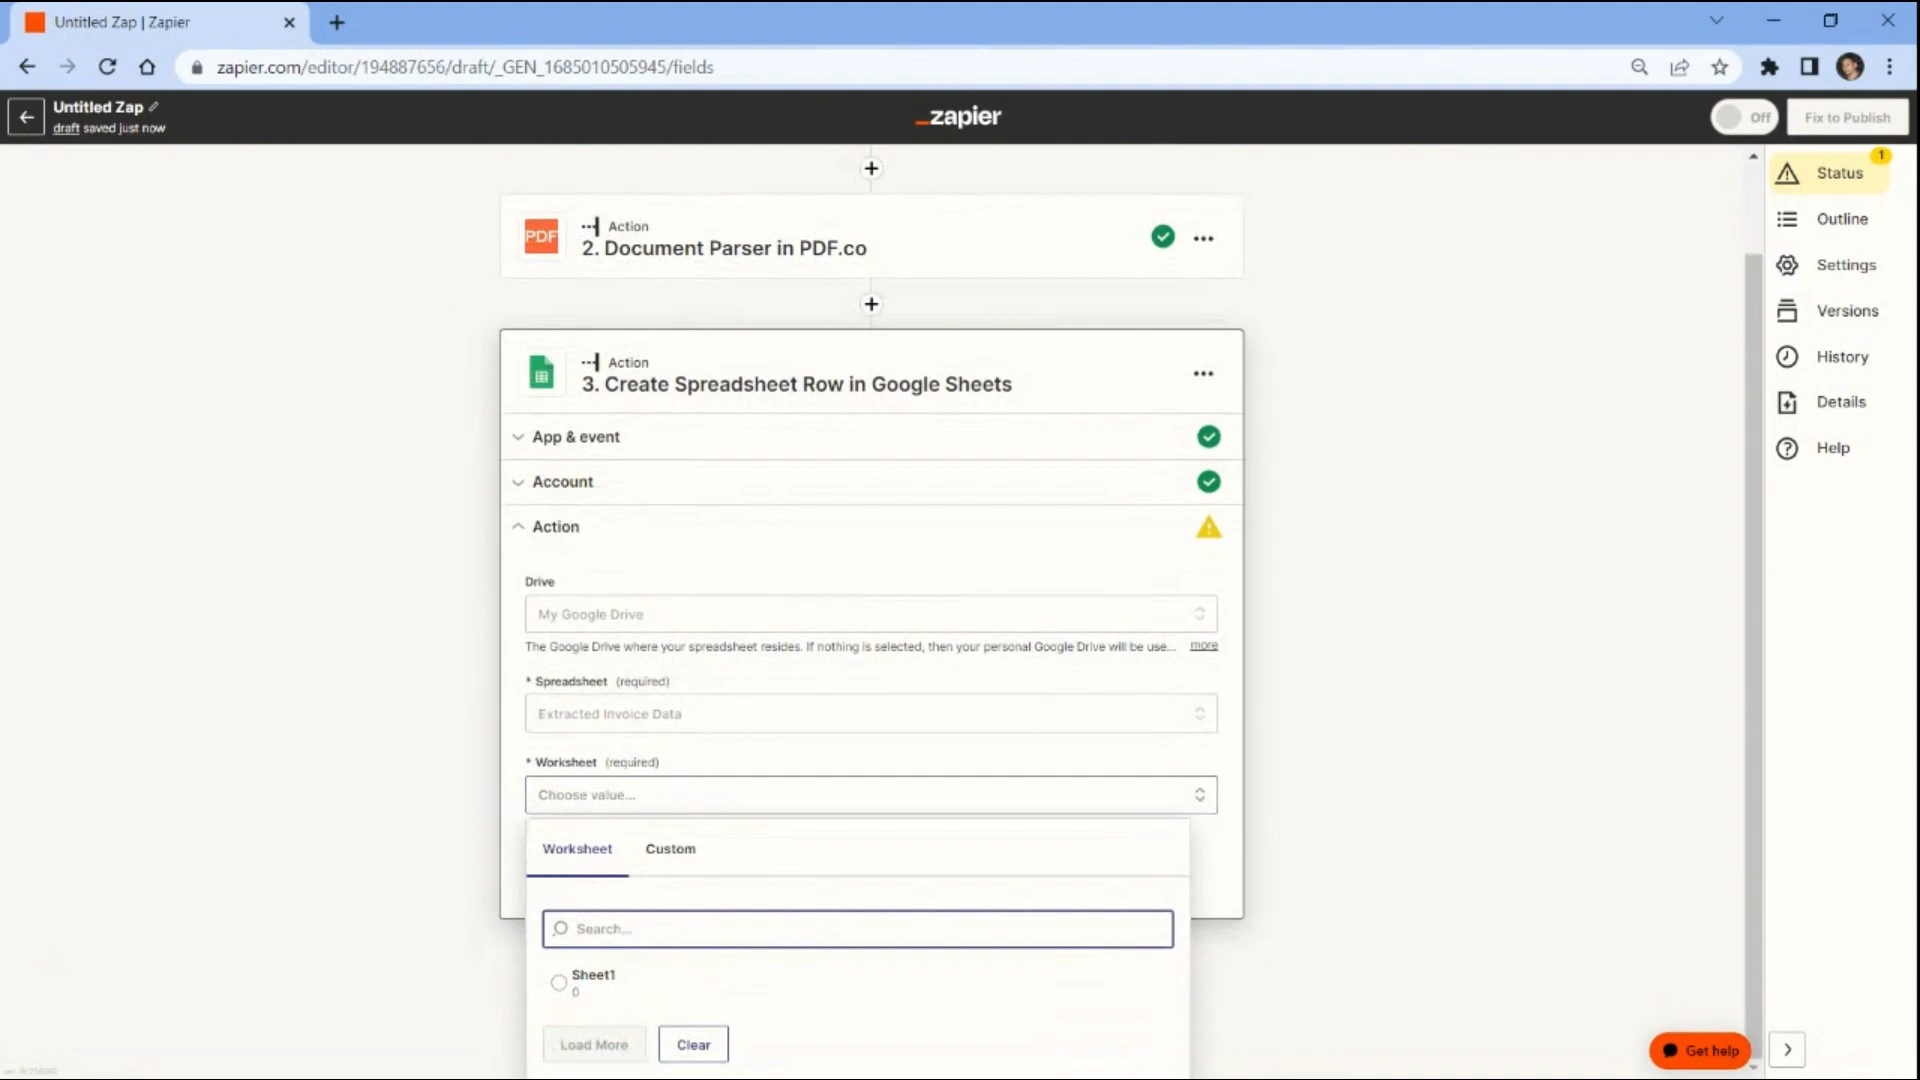 Untitled Zap | Zapier
zapier.com/editor/194887656/draft/_GEN_1685010505945/fields
Untitled Zap
draft saved just now
_zapier
Off
Fix to Publish
1
Status
Outline
Settings
Versions
History
Details
Help
PDF
Action
2. Document Parser in PDF.co
Action
3. Create Spreadsheet Row in Google Sheets
App & event
Account
Action
Drive
My Google Drive
The Google Drive where your spreadsheet resides. If nothing is selected, then your personal Google Drive will be use... more
* Spreadsheet (required)
Extracted Invoice Data
* Worksheet (required)
Choose value...
Worksheet Custom
Search...
Sheet1
0
Load More Clear
Get help